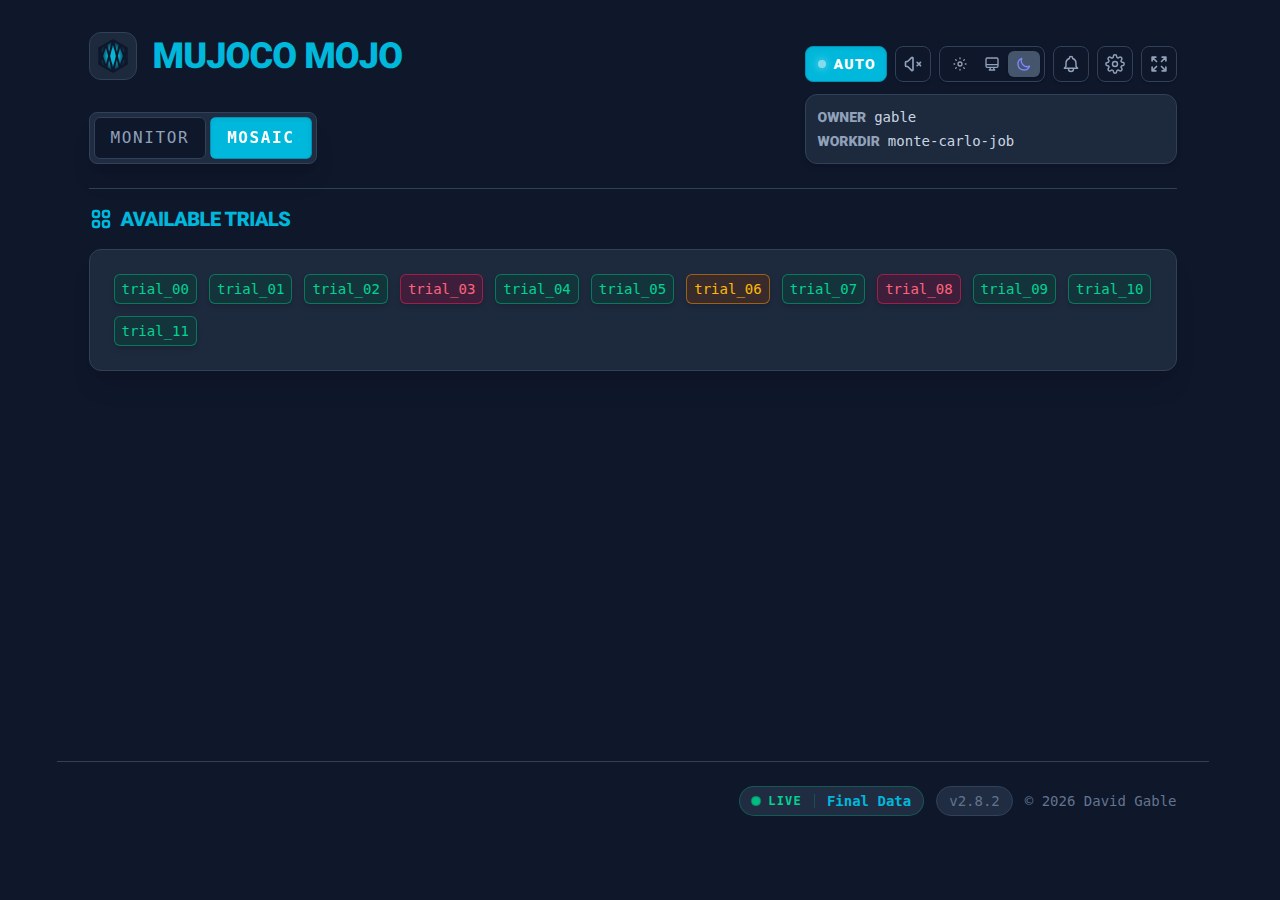 MUJOCO MOJO
AUTO
MONITOR MOSAIC
OWNER gable
WORKDIR monte-carlo-job
AVAILABLE TRIALS
trial_00 trial_01 trial_02 trial_03 trial_04 trial_05 trial_06 trial_07 trial_08 trial_09 trial_10
trial_11
LIVE Final Data v2.8.2 © 2026 David Gable